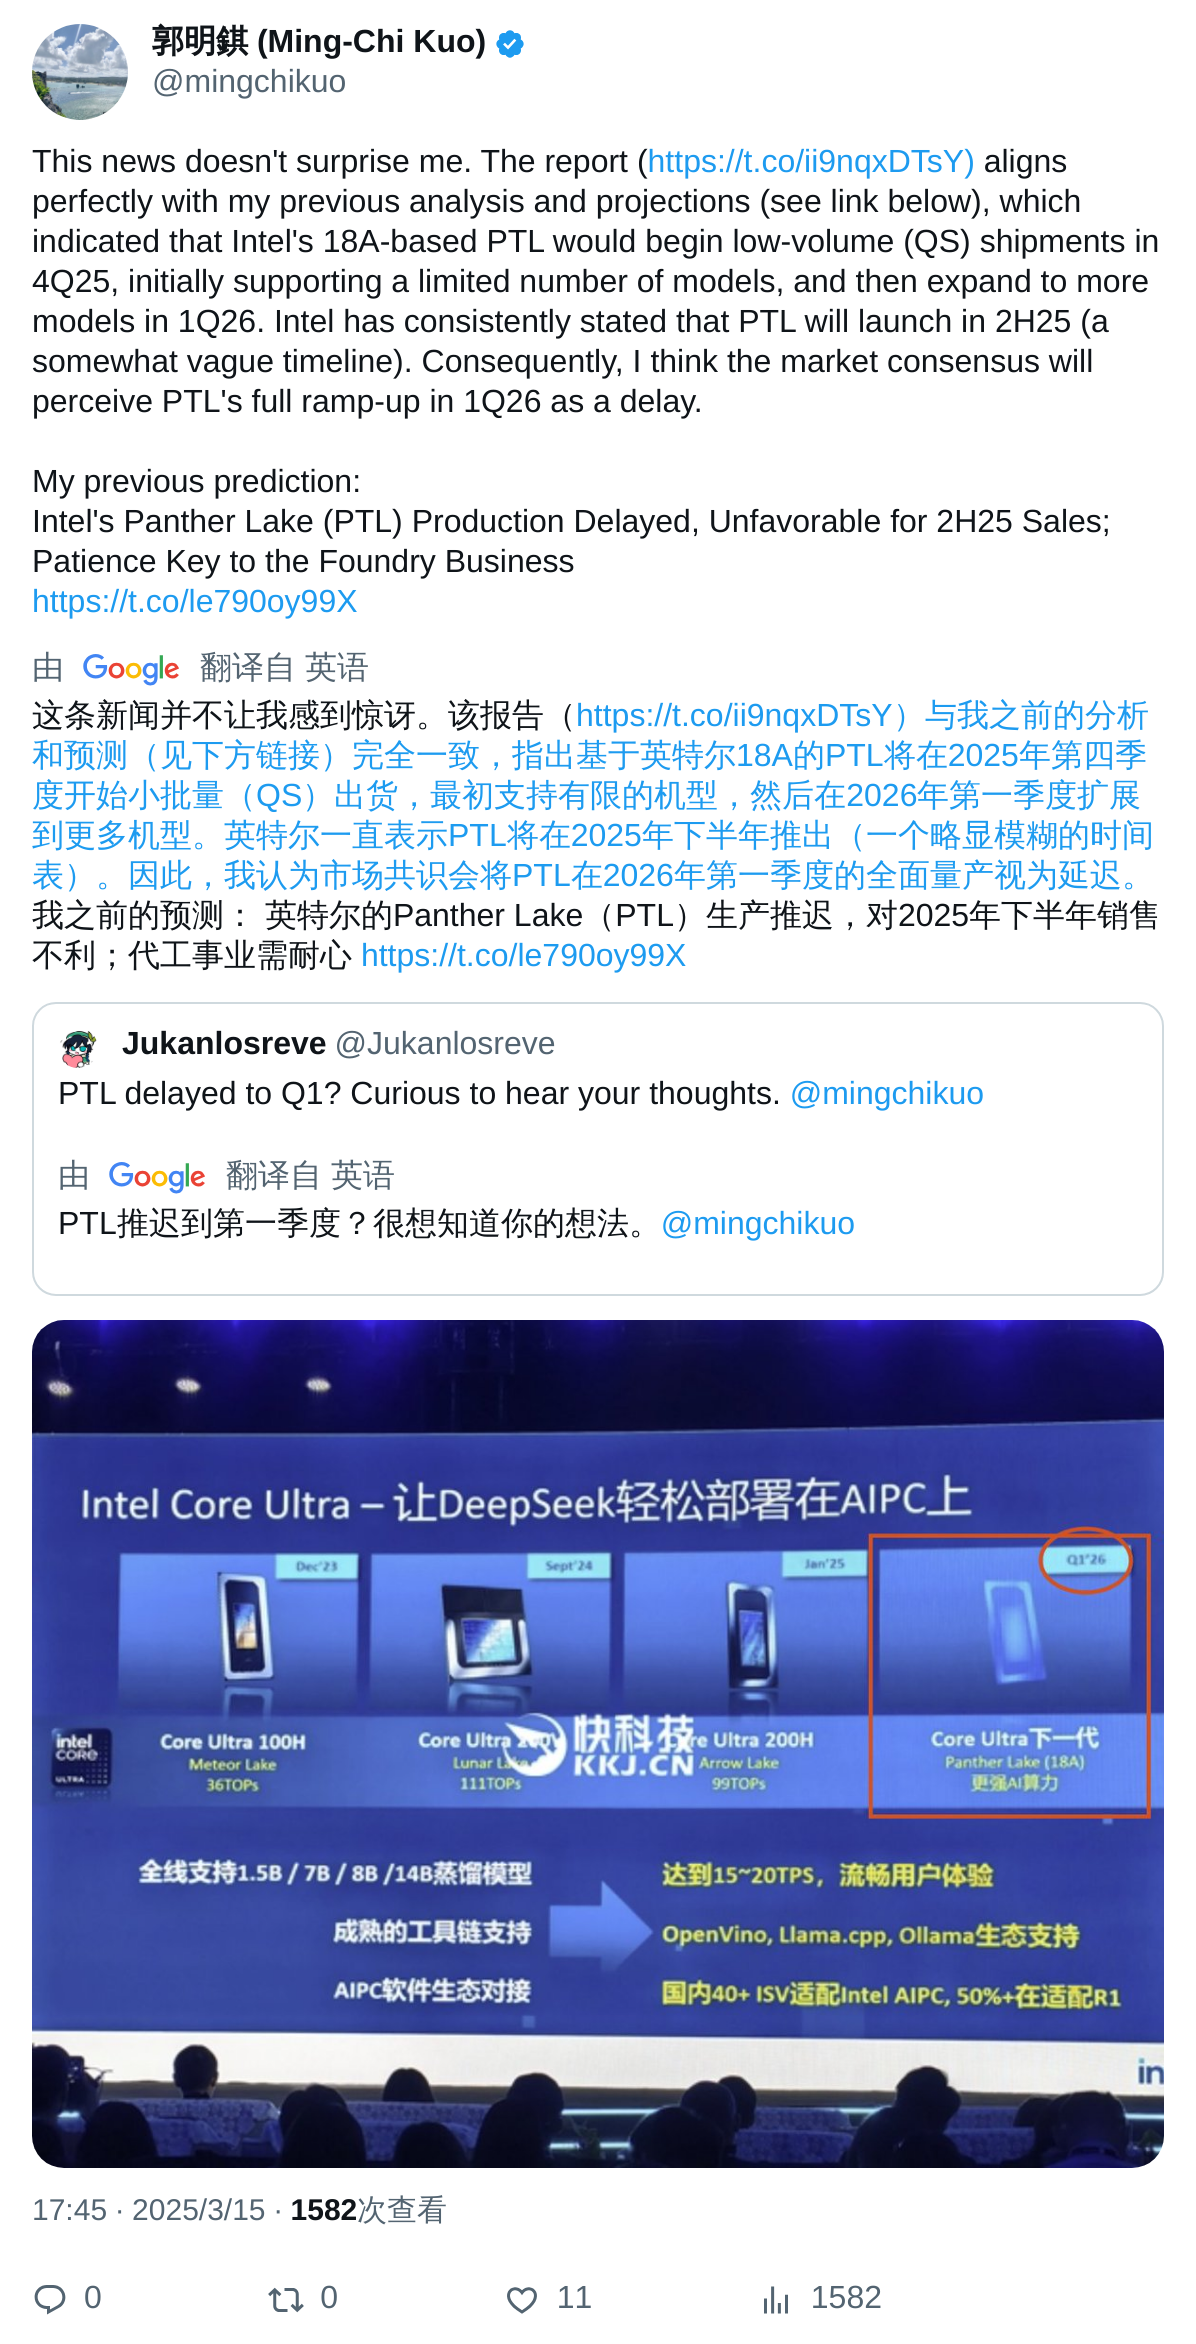 郭明錤 (Ming-Chi Kuo)
@mingchikuo
This news doesn't surprise me. The report (https://t.co/ii9nqxDTsY) aligns
perfectly with my previous analysis and projections (see link below), which
indicated that Intel's 18A-based PTL would begin low-volume (QS) shipments in
4Q25, initially supporting a limited number of models, and then expand to more
models in 1Q26. Intel has consistently stated that PTL will launch in 2H25 (a
somewhat vague timeline). Consequently, I think the market consensus will
perceive PTL's full ramp-up in 1Q26 as a delay.
My previous prediction:
Intel's Panther Lake (PTL) Production Delayed, Unfavorable for 2H25 Sales;
Patience Key to the Foundry Business
https://t.co/le790oy99X
由 Google 翻译自 英语
这条新闻并不让我感到惊讶。该报告（https://t.co/ii9nqxDTsY）与我之前的分析
和预测（见下方链接）完全一致，指出基于英特尔18A的PTL将在2025年第四季
度开始小批量（QS）出货，最初支持有限的机型，然后在2026年第一季度扩展
到更多机型。英特尔一直表示PTL将在2025年下半年推出（一个略显模糊的时间
表）。因此，我认为市场共识会将PTL在2026年第一季度的全面量产视为延迟。
我之前的预测： 英特尔的Panther Lake（PTL）生产推迟，对2025年下半年销售
不利；代工事业需耐心 https://t.co/le790oy99X
Jukanlosreve @Jukanlosreve
PTL delayed to Q1? Curious to hear your thoughts. @mingchikuo
由 Google 翻译自 英语
PTL推迟到第一季度？很想知道你的想法。@mingchikuo
Intel Core Ultra – 让DeepSeek轻松部署在AIPC上
Dec'23 Sept'24 Jan'25 Q1'26
intel CORE ULTRA
Core Ultra 100H
Meteor Lake
36TOPs
Core Ultra
Lunar Lake
111TOPs
快科技
KKJ.CN
Ultra 200H
Arrow Lake
99TOPs
Core Ultra下一代
Panther Lake (18A)
更强AI算力
全线支持1.5B / 7B / 8B /14B蒸馏模型
成熟的工具链支持
AIPC软件生态对接
达到15~20TPS，流畅用户体验
OpenVino, Llama.cpp, Ollama生态支持
国内40+ ISV适配Intel AIPC, 50%+在适配R1
in
17:45 · 2025/3/15 · 1582次查看
0 0 11 1582